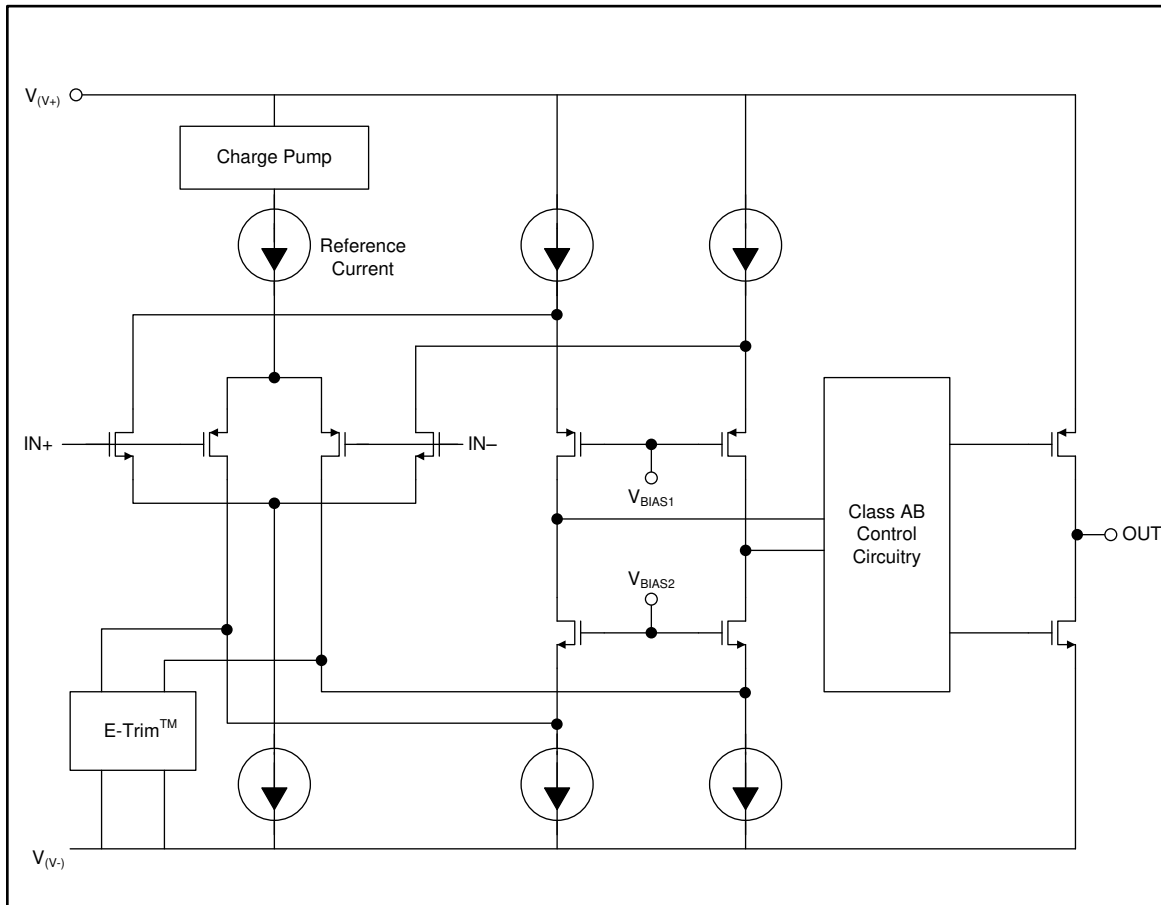 V(V+)
Charge Pump
Reference
Current
IN+
IN–
VBIAS1
Class AB
Control
Circuitry
OUT
VBIAS2
E-Trim™
V(V-)